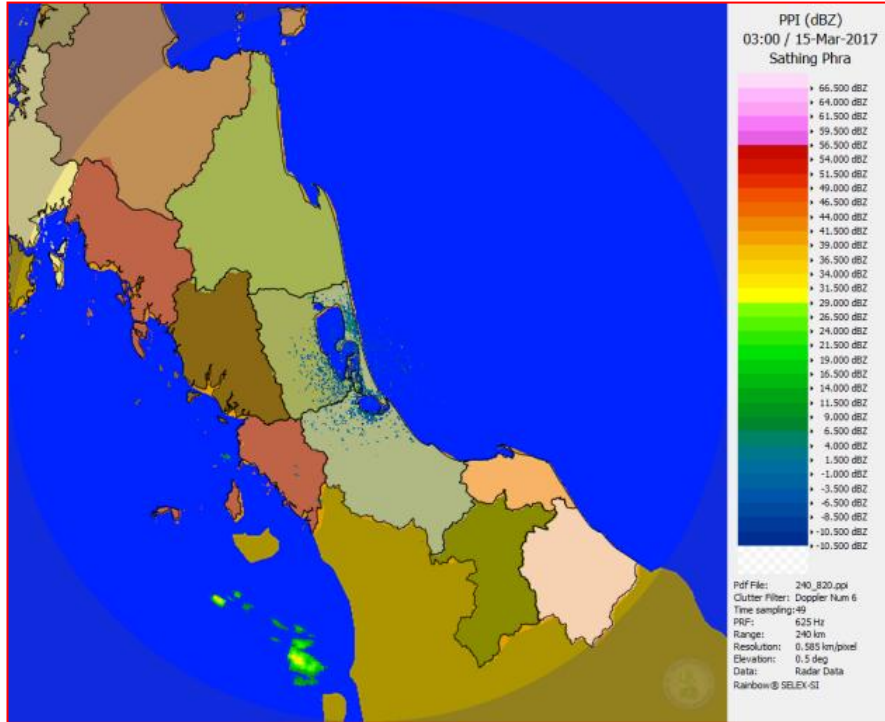 PPI (dBZ)
03:00 / 15-Mar-2017
Sathing Phra
66.500 dBZ
64.000 dBZ
61.500 dBZ
59.500 dBZ
56.500 dBZ
54.000 dBZ
51.500 dBZ
49.000 dBZ
46.500 dBZ
44.000 dBZ
41.500 dBZ
39.000 dBZ
36.500 dBZ
34.000 dBZ
31.500 dBZ
29.000 dBZ
26.500 dBZ
24.000 dBZ
21.500 dBZ
19.000 dBZ
16.500 dBZ
14.000 dBZ
11.500 dBZ
9.000 dBZ
6.500 dBZ
4.000 dBZ
1.500 dBZ
-1.000 dBZ
-3.500 dBZ
-6.500 dBZ
-8.500 dBZ
-10.500 dBZ
-10.500 dBZ
Pdf File: 240_820.ppi
Clutter Filter: Doppler Num 6
Time sampling:49
PRF: 625 Hz
Range: 240 km
Resolution: 0.585 km/pixel
Elevation: 0.5 deg
Data: Radar Data
Rainbow® SELEX-SI